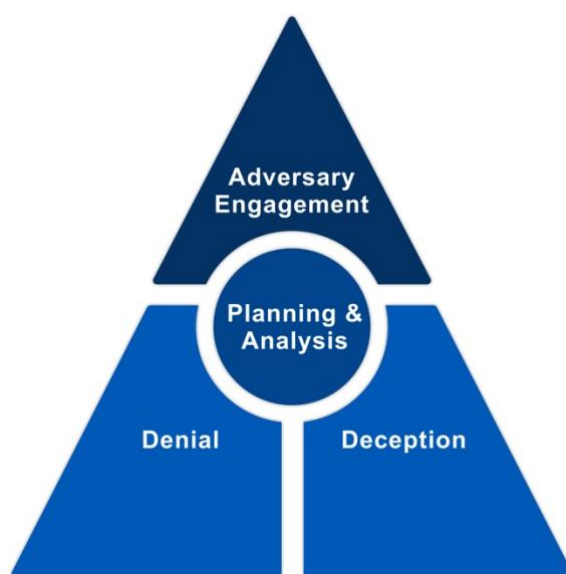 Adversary
Engagement
Planning &
Analysis
Denial
Deception